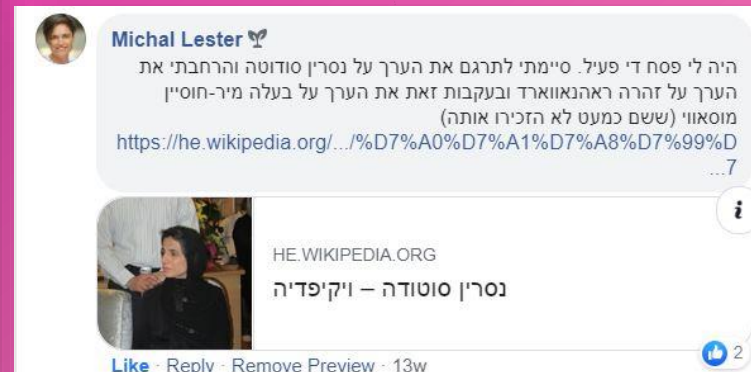 Michal Lester
היה לי פסח די פעיל. סיימתי לתרגם את הערך על נסרין סודוטה והרחבתי את
הערך על זהרה ראהנאווארד ובעקבות זאת את הערך על בעלה מיר-חוסיין
מוסאווי (ששם כמעט לא הזכירו אותה)
https://he.wikipedia.org/.../%D7%A0%D7%A1%D7%A8%D7%99%D
7...
i
HE.WIKIPEDIA.ORG
נסרין סוטודה – ויקיפדיה
2
Like · Reply · Remove Preview · 13w